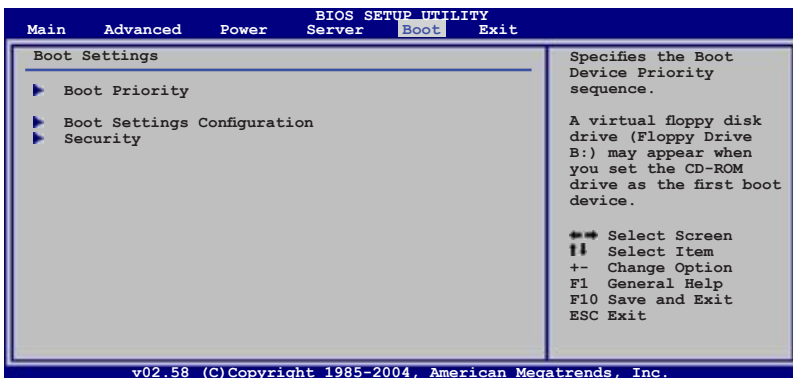 BIOS SETUP UTILITY
Main Advanced Power Server Boot Exit
Boot Settings
Boot Priority
Boot Settings Configuration
Security
Specifies the Boot
Device Priority
sequence.
A virtual floppy disk
drive (Floppy Drive
B:) may appear when
you set the CD-ROM
drive as the first boot
device.
Select Screen
Select Item
+- Change Option
F1 General Help
F10 Save and Exit
ESC Exit
v02.58 (C)Copyright 1985-2004, American Megatrends, Inc.